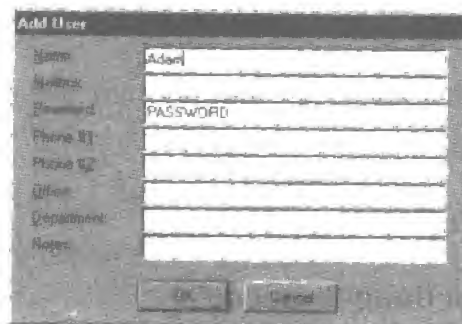 Add User
Name: Adam
Password: PASSWORD
Phone #1:
Phone #2:
Office:
Department:
Notes:
OK Cancel